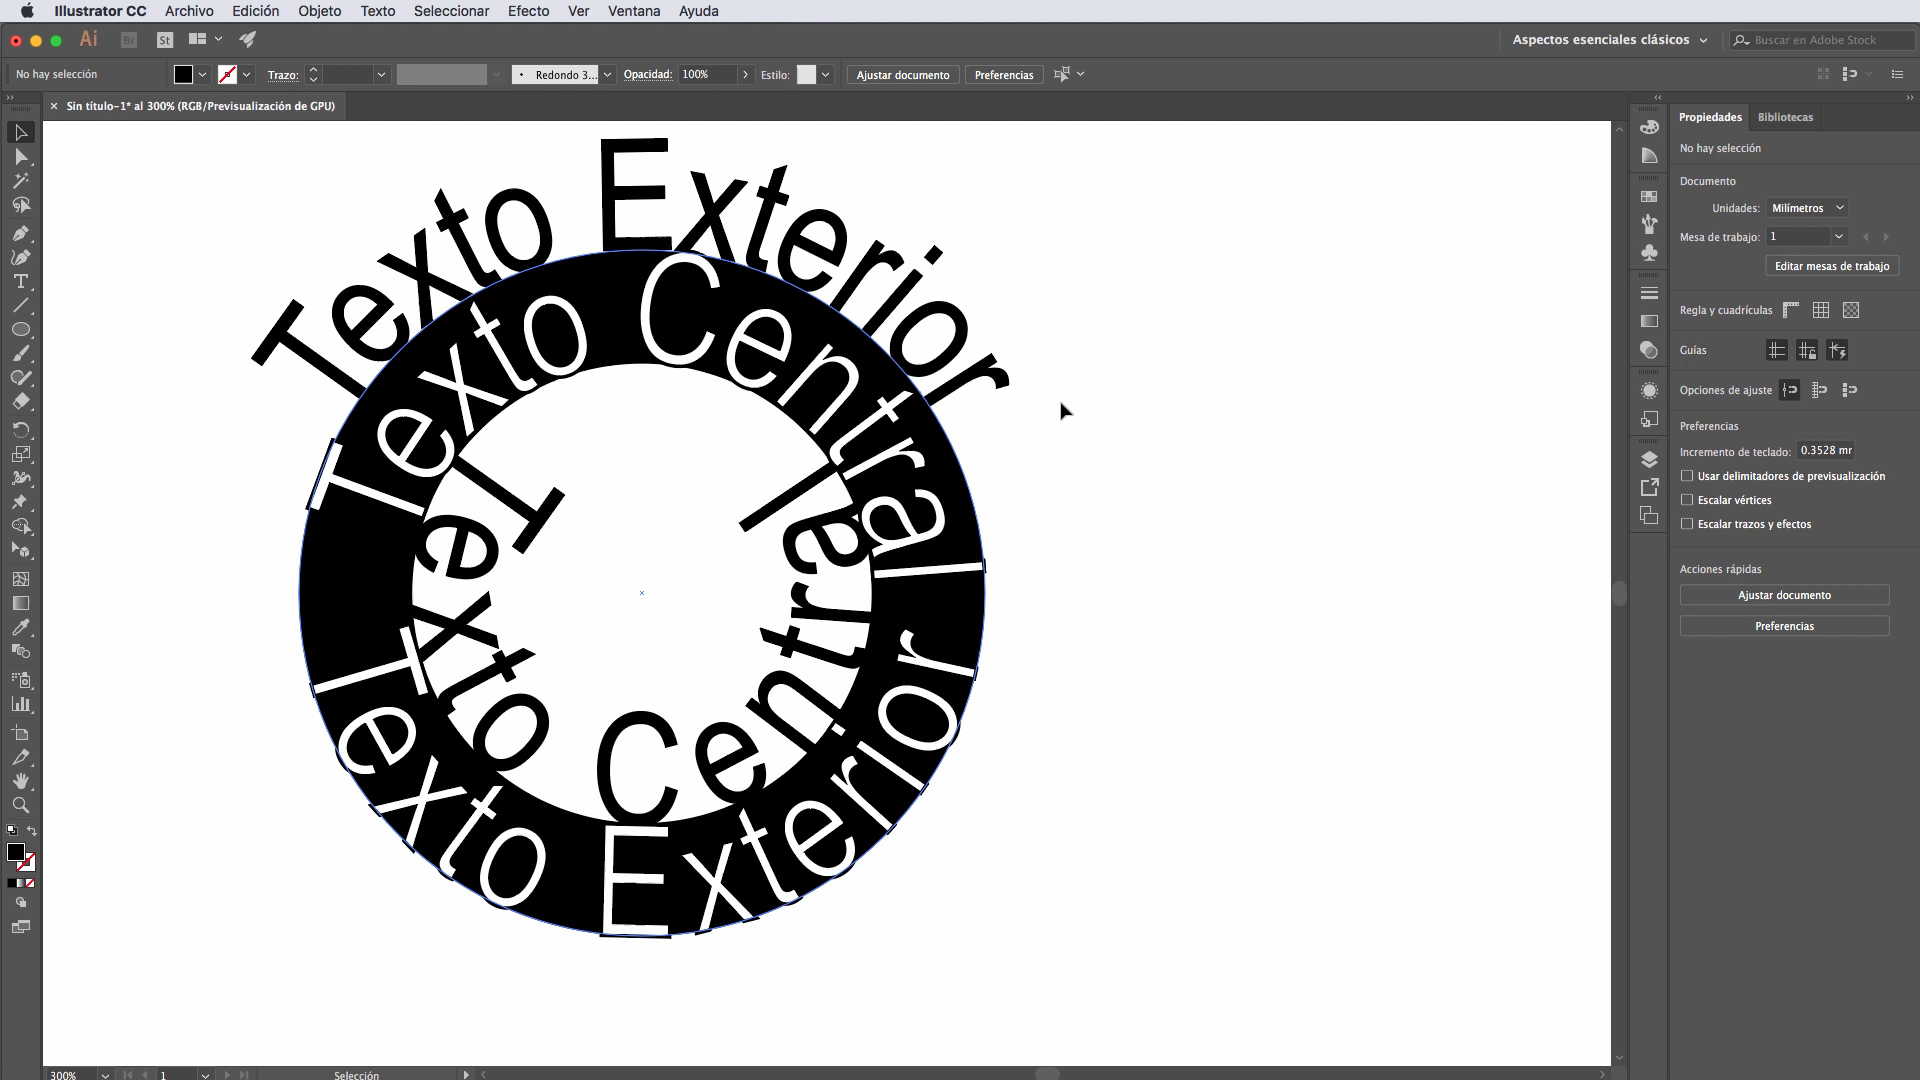 Illustrator CC Archivo Edición Objeto Texto Seleccionar Efecto Ver Ventana Ayuda
Ai Br St Aspectos esenciales clásicos Buscar en Adobe Stock
No hay selección Trazo: Redondo 3... Opacidad: 100% Estilo: Ajustar documento Preferencias
Sin título-1* al 300% (RGB/Previsualización de GPU)
Texto Exterior
Texto Central
Texto Central
Texto Exterior
Propiedades Bibliotecas
No hay selección
Documento
Unidades: Milímetros
Mesa de trabajo: 1
Editar mesas de trabajo
Regla y cuadrículas
Guías
Opciones de ajuste
Preferencias
Incremento de teclado: 0.3528 mr
Usar delimitadores de previsualización
Escalar vértices
Escalar trazos y efectos
Acciones rápidas
Ajustar documento
Preferencias
300% 1 Selección